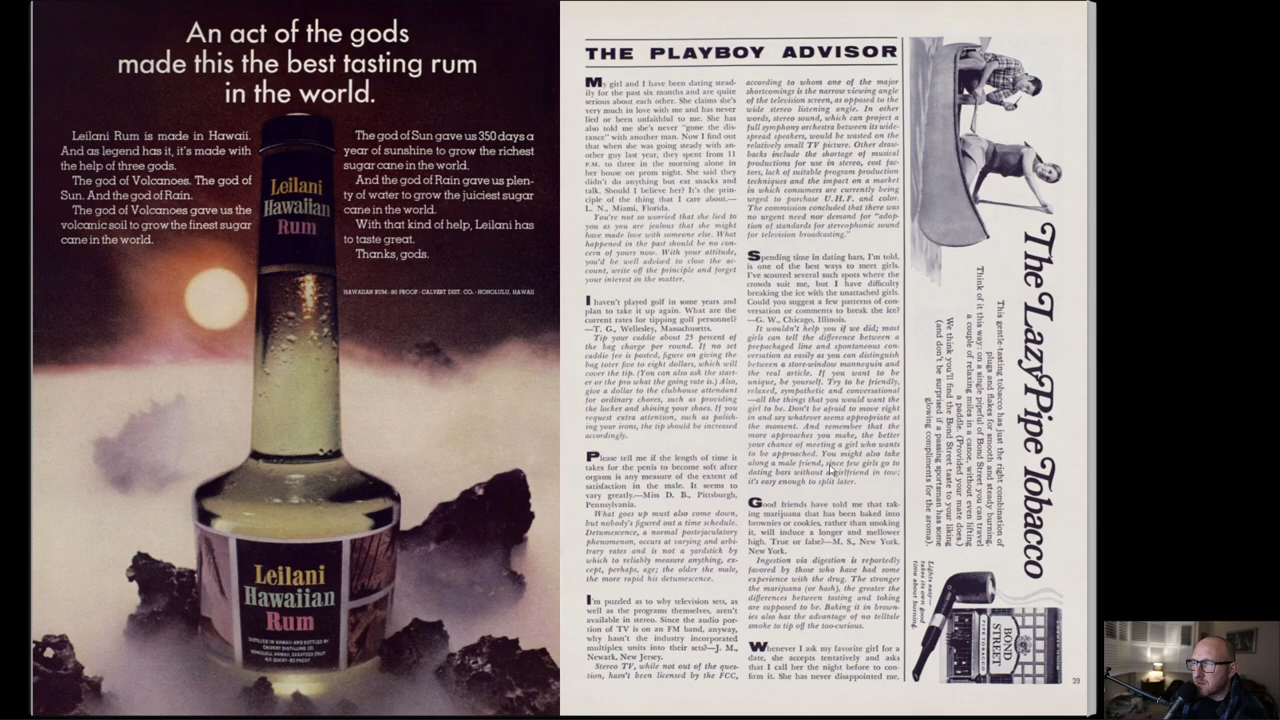 An act of the gods
made this the best tasting rum
in the world.
Leilani Rum is made in Hawaii.
And as legend has it, it's made with
the help of three gods.
The god of Volcanoes. The god of
Sun. And the god of Rain.
The god of Volcanoes gave us the
volcanic soil to grow the finest sugar
cane in the world.
The god of Sun gave us 350 days a
year of sunshine to grow the richest
sugar cane in the world.
And the god of Rain gave us plen-
ty of water to grow the juiciest sugar
cane in the world.
With that kind of help, Leilani has
to taste great.
Thanks, gods.
HAWAIIAN RUM·80 PROOF·CALVERT DIST. CO.·HONOLULU, HAWAII
Leilani
Hawaiian
Rum
Leilani
Hawaiian
Rum
DISTILLED IN HAWAII AND BOTTLED BY
THE PLAYBOY ADVISOR
My girl and I have been dating stead-
ily for the past six months and are quite
serious about each other. She claims she's
very much in love with me and has never
lied or been unfaithful to me. She has
also told me she's never "gone the dis-
tance" with another man. Now I find out
that when she was going steady with an-
other guy last year, they spent from 11
P.M. to three in the morning alone in
her house on prom night. She said they
didn't do anything but eat snacks and
talk. Should I believe her? It's the prin-
ciple of the thing that I care about.—
L. N., Miami, Florida.
You're not so worried that she lied to
you as you are jealous that she might
have made love with someone else. What
happened in the past should be no con-
cern of yours now. With your attitude,
you'd be well advised to close the ac-
count, write off the principle and forget
your interest in the matter.
I haven't played golf in some years and
plan to take it up again. What are the
current rates for tipping golf personnel?
—T. G., Wellesley, Massachusetts.
Tip your caddie about 25 percent of
the bag charge per round. If no set
caddie fee is posted, figure on giving the
bag toter five to eight dollars, which will
cover the tip. (You can also ask the start-
er or the pro what the going rate is.) Also,
give a dollar to the clubhouse attendant
for ordinary chores, such as providing
the locker and shining your shoes. If you
request extra attention, such as polish-
ing your irons, the tip should be increased
accordingly.
Please tell me if the length of time it
takes for the penis to become soft after
orgasm is any measure of the extent of
satisfaction in the male. It seems to
vary greatly.—Miss D. B., Pittsburgh,
Pennsylvania.
What goes up must also come down,
but nobody's figured out a time schedule.
Detumescence, a normal postejaculatory
phenomenon, occurs at varying and arbi-
trary rates and is not a yardstick by
which to reliably measure anything, ex-
cept, perhaps, age; the older the male,
the more rapid his detumescence.
I'm puzzled as to why television sets, as
well as the programs themselves, aren't
available in stereo. Since the audio por-
tion of TV is on an FM band, anyway,
why hasn't the industry incorporated
multiplex units into their sets?—J. M.,
Newark, New Jersey.
Stereo TV, while not out of the ques-
tion, hasn't been licensed by the FCC,
according to whom one of the major
shortcomings is the narrow viewing angle
of the television screen, as opposed to the
wide stereo listening angle. In other
words, stereo sound, which can project a
full symphony orchestra between its wide-
spread speakers, would be wasted on the
relatively small TV picture. Other draw-
backs include the shortage of musical
productions for use in stereo, cost fac-
tors, lack of suitable program production
techniques and the impact on a market
in which consumers are currently being
urged to purchase U.H.F. and color.
The commission concluded that there was
no urgent need nor demand for "adop-
tion of standards for stereophonic sound
for television broadcasting."
Spending time in dating bars, I'm told,
is one of the best ways to meet girls.
I've scoured several such spots where the
crowds suit me, but I have difficulty
breaking the ice with the unattached girls.
Could you suggest a few patterns of con-
versation or comments to break the ice?
—G. W., Chicago, Illinois.
It wouldn't help you if we did; most
girls can tell the difference between a
prepackaged line and spontaneous con-
versation as easily as you can distinguish
between a store-window mannequin and
the real article. If you want to be
unique, be yourself. Try to be friendly,
relaxed, sympathetic and conversational
—all the things that you would want the
girl to be. Don't be afraid to move right
in and say whatever seems appropriate at
the moment. And remember that the
more approaches you make, the better
your chance of meeting a girl who wants
to be approached. You might also take
along a male friend, since few girls go to
dating bars without a girlfriend in tow;
it's easy enough to split later.
Good friends have told me that tak-
ing marijuana that has been baked into
brownies or cookies, rather than smoking
it, will induce a longer and mellower
high. True or false?—M. S., New York,
New York.
Ingestion via digestion is reportedly
favored by those who have had some
experience with the drug. The stronger
the marijuana (or hash), the greater the
differences between tasting and toking
are supposed to be. Baking it in brown-
ies also has the advantage of no telltale
smoke to tip off the too-curious.
Whenever I ask my favorite girl for a
date, she accepts tentatively and asks
that I call her the night before to con-
firm it. She has never disappointed me,
The Lazy Pipe Tobacco
This gentle-tasting tobacco has just the right combination of
plugs and flakes for smooth and steady burning.
Think of it this way: on a single pipeful of Bond Street you can travel
a couple of relaxing miles in a canoe, without even lifting
a paddle. (Provided your mate does.)
We think you'll find the Bond Street taste to your liking
(and don't be surprised if a passing sportsman has some
glowing compliments for the aroma).
Lights easy—
takes its own good
time about burning.
BOND
STREET
PIPE TOBACCO
39